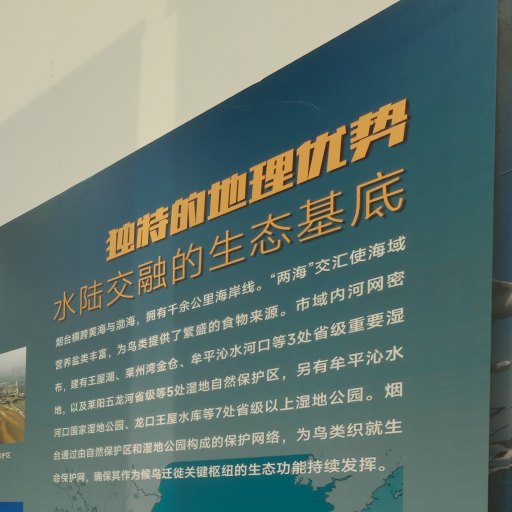 独特的地理优势
水陆交融的生态基底
烟台横跨黄海与渤海，拥有千余公里海岸线。“两海”交汇使海域
营养盐类丰富，为鸟类提供了繁盛的食物来源。市域内河网密
布，建有王屋湖、莱州湾金仓、牟平沁水河口等3处省级重要湿
地，以及莱阳五龙河省级等5处湿地自然保护区，另有牟平沁水
河口国家湿地公园、龙口王屋水库等7处省级以上湿地公园。烟
台通过由自然保护区和湿地公园构成的保护网络，为鸟类织就生
命保护网，确保其作为候鸟迁徙关键枢纽的生态功能持续发挥。
护区